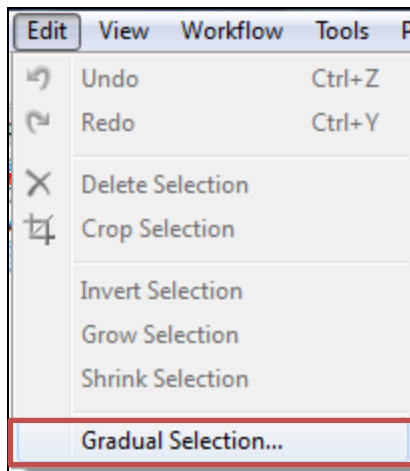 Edit View Workflow Tools
Undo Ctrl+Z
Redo Ctrl+Y
Delete Selection
Crop Selection
Invert Selection
Grow Selection
Shrink Selection
Gradual Selection...